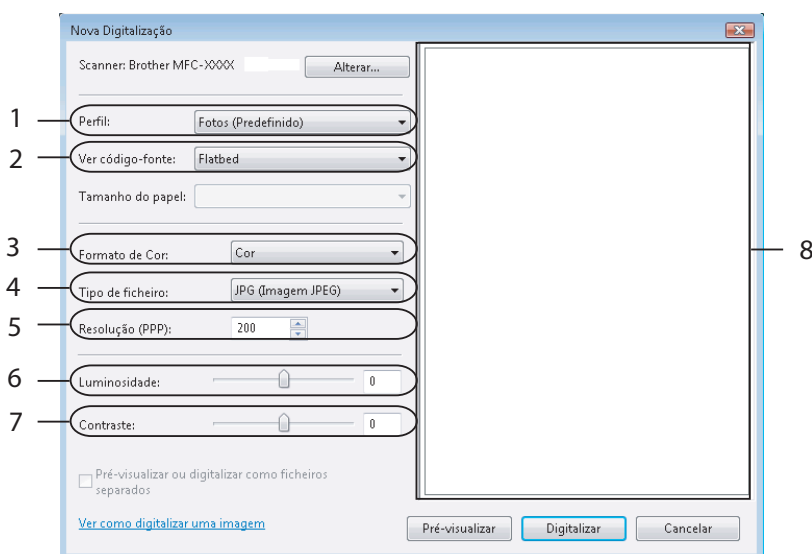 Nova Digitalização
Scanner: Brother MFC-XXXX
Alterar...
1
Perfil: Fotos (Predefinido)
2
Ver código-fonte: Flatbed
Tamanho do papel:
3
Formato de Cor: Cor
8
4
Tipo de ficheiro: JPG (Imagem JPEG)
5
Resolução (PPP): 200
6
Luminosidade: 0
7
Contraste: 0
Pré-visualizar ou digitalizar como ficheiros
separados
Ver como digitalizar uma imagem
Pré-visualizar
Digitalizar
Cancelar